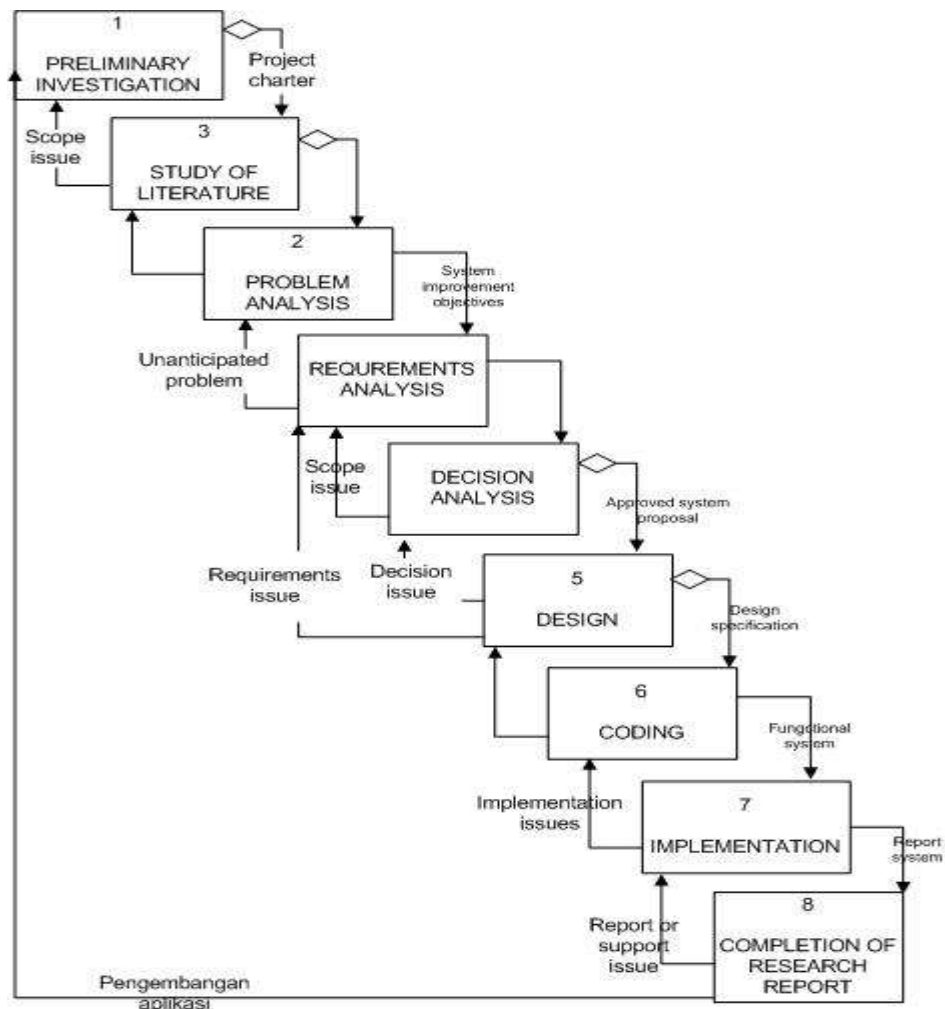 1
PRELIMINARY
INVESTIGATION
Project
charter
Scope
issue
3
STUDY OF
LITERATURE
2
PROBLEM
ANALYSIS
System
improvement
objectives
Unanticipated
problem
REQUREMENTS
ANALYSIS
Scope
issue
DECISION
ANALYSIS
Approved system
proposal
Requirements
issue
Decision
issue
5
DESIGN
Design
specification
6
CODING
Fungotional
system
Implementation
issues
7
IMPLEMENTATION
Report
system
8
COMPLETION OF
RESEARCH
REPORT
Report or
support
issue
Pengembangan
aplikasi